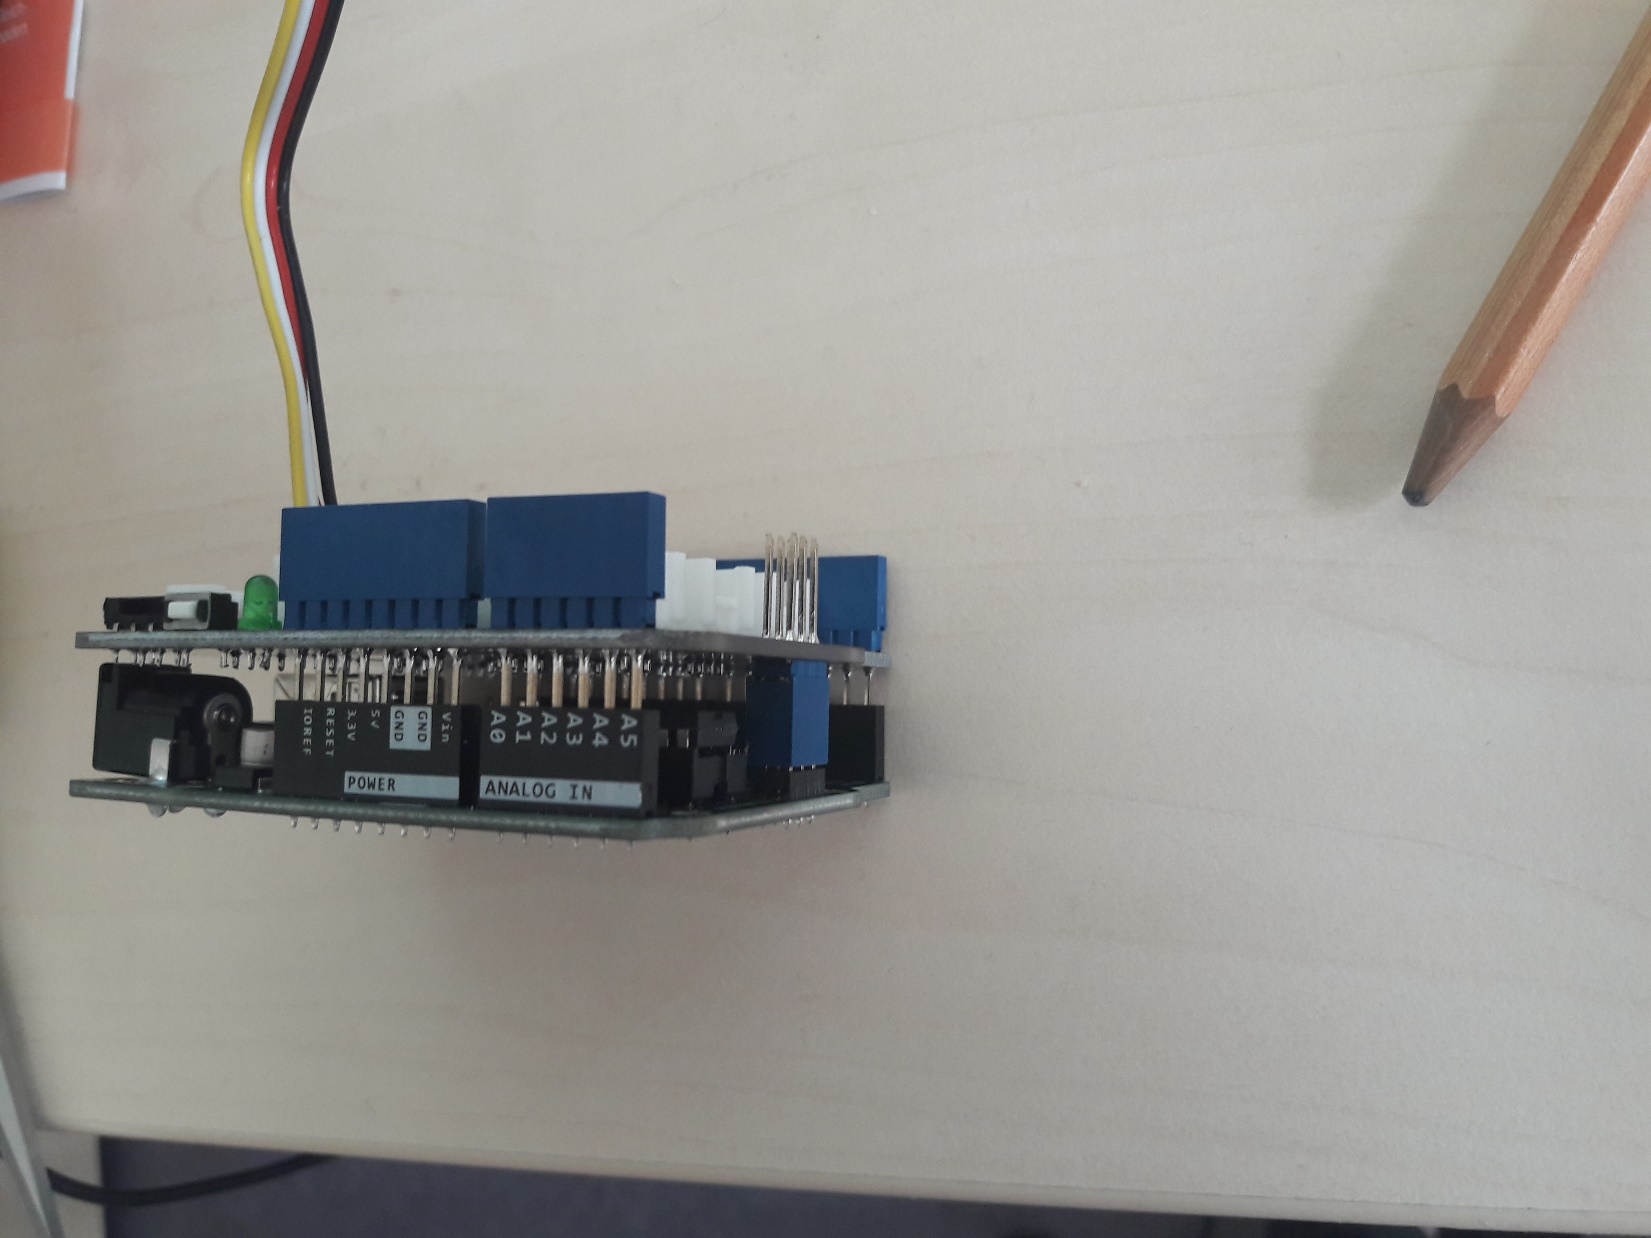 IOREF
RESET
3.3V
5V
GND
GND
Vin
POWER
A0
A1
A2
A3
A4
A5
ANALOG IN